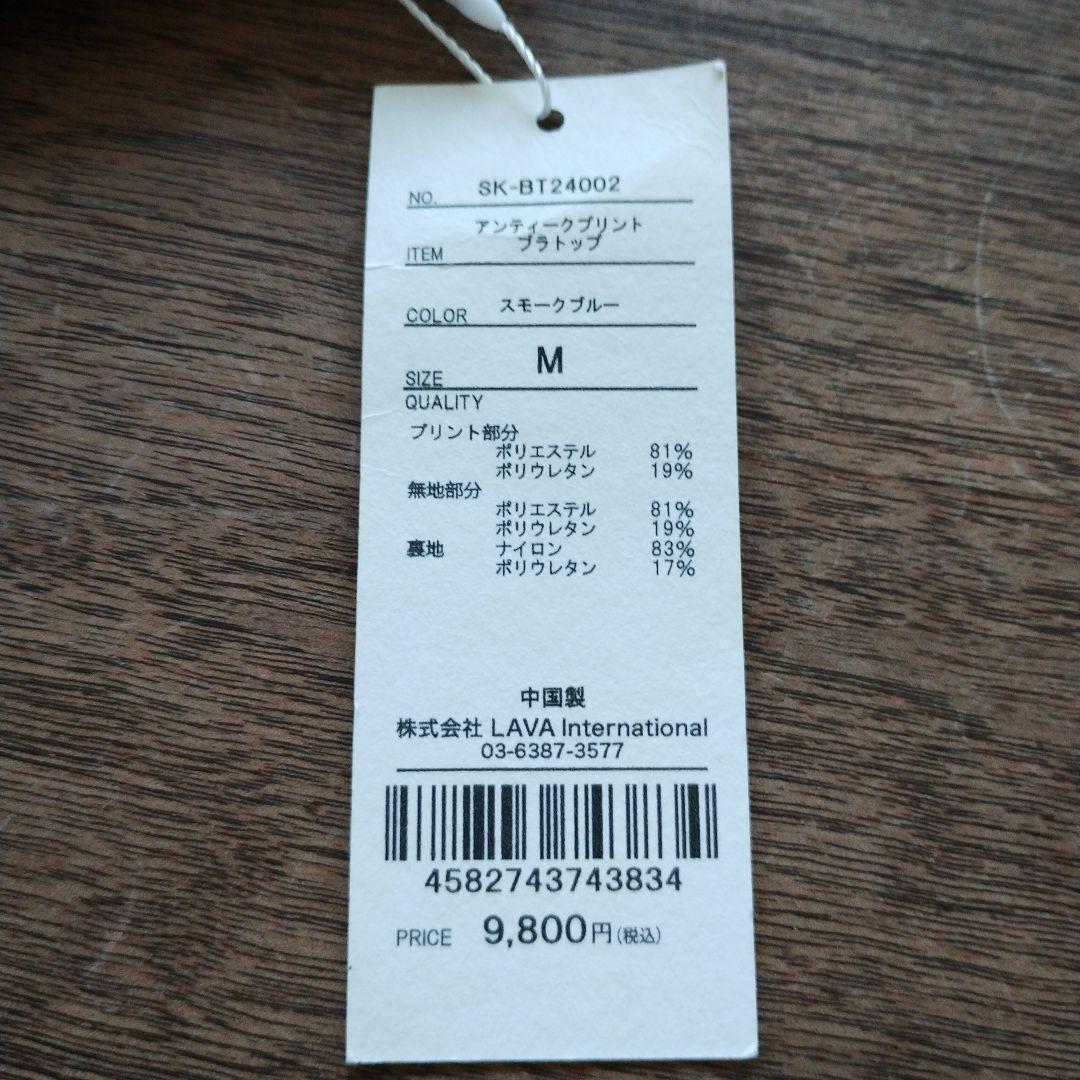 NO. SK-BT24002
アンティークプリント
ITEM ブラトップ
COLOR スモークブルー
SIZE M
QUALITY
プリント部分
ポリエステル 81%
ポリウレタン 19%
無地部分
ポリエステル 81%
ポリウレタン 19%
裏地 ナイロン 83%
ポリウレタン 17%
中国製
株式会社 LAVA International
03-6387-3577
4582743743834
PRICE 9,800円(税込)